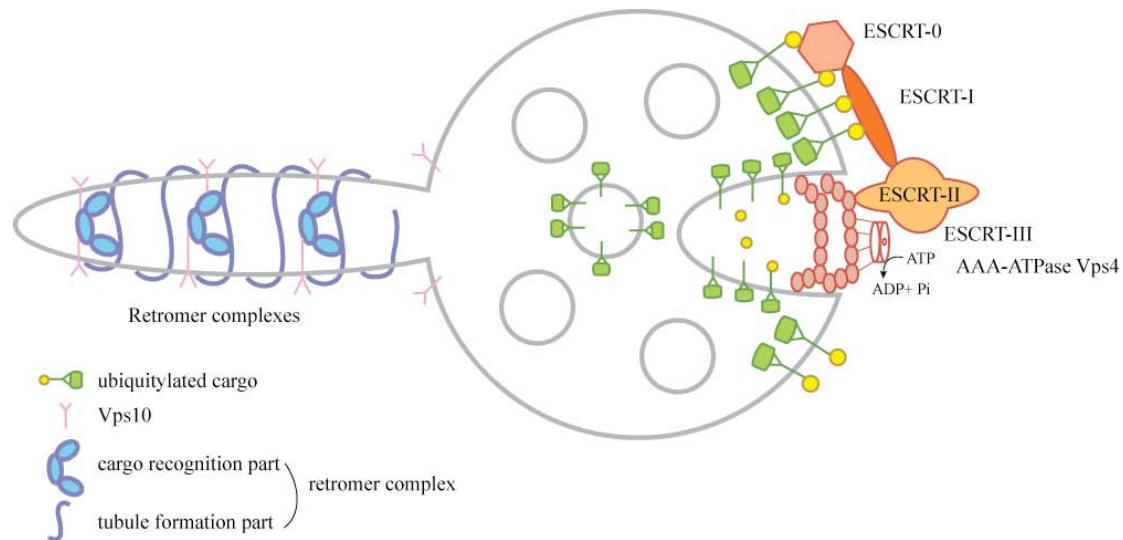 ESCRT-0
ESCRT-I
ESCRT-II
ESCRT-III
ATP
AAA-ATPase Vps4
ADP+ Pi
Retromer complexes
ubiquitylated cargo
Vps10
cargo recognition part
retromer complex
tubule formation part